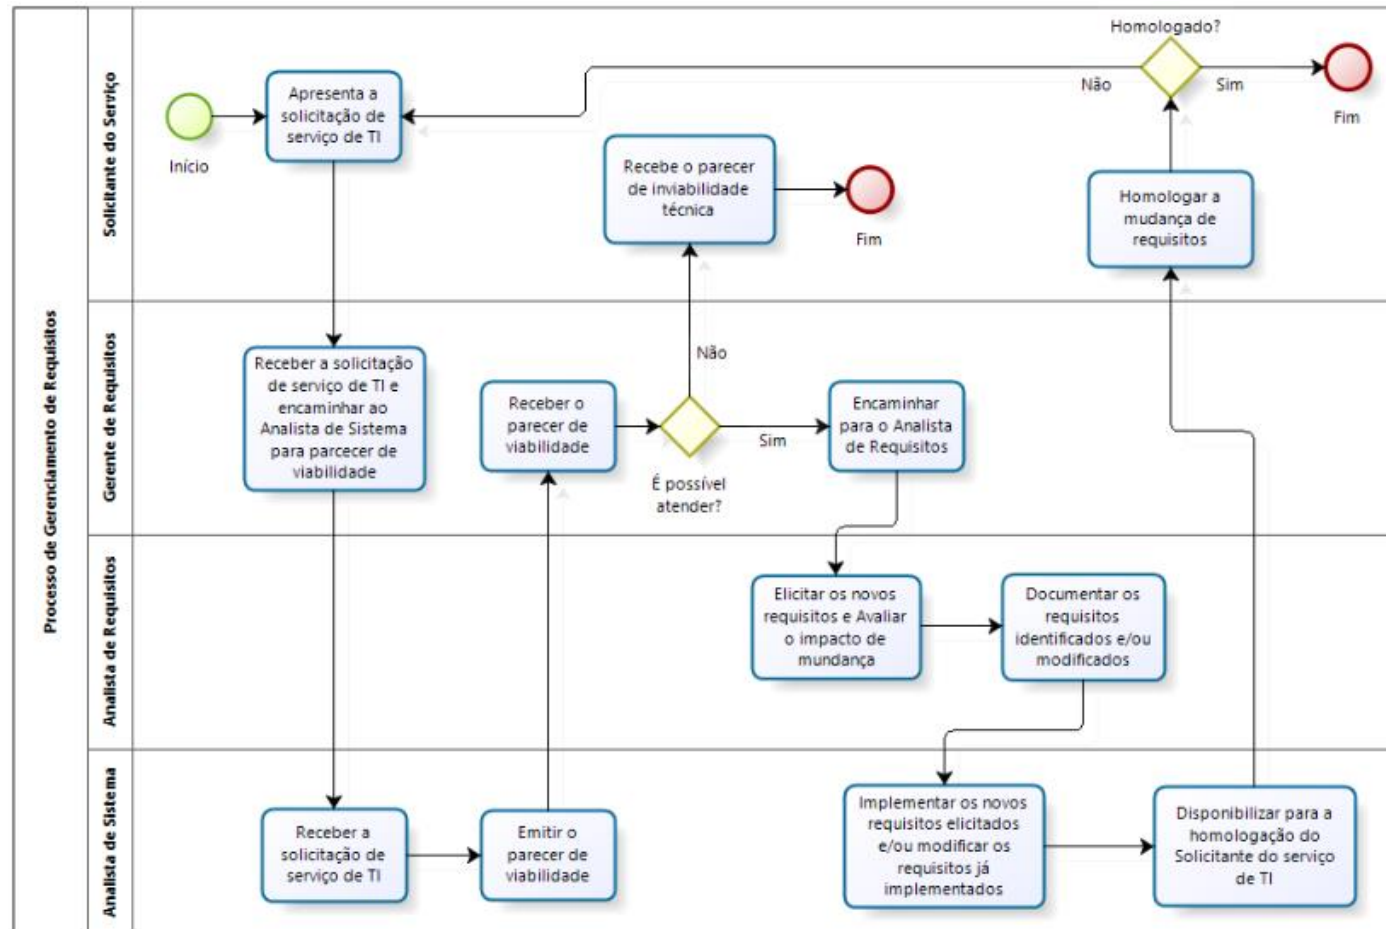 Processo de Gerenciamento de Requisitos
Solicitante do Serviço
Início
Apresenta a
solicitação de
serviço de TI
Recebe o parecer
de inviabilidade
técnica
Fim
Homologado?
Não
Sim
Fim
Homologar a
mudança de
requisitos
Gerente de Requisitos
Receber a solicitação
de serviço de TI e
encaminhar ao
Analista de Sistema
para parcecer de
viabilidade
Receber o
parecer de
viabilidade
Não
É possível
atender?
Sim
Encaminhar
para o Analista
de Requisitos
Analista de Requisitos
Elicitar os novos
requisitos e Avaliar
o impacto de
mundança
Documentar os
requisitos
identificados e/ou
modificados
Analista de Sistema
Receber a
solicitação de
serviço de TI
Emitir o
parecer de
viabilidade
Implementar os novos
requisitos elicitados
e/ou modificar os
requisitos já
implementados
Disponibilizar para a
homologação do
Solicitante do serviço
de TI